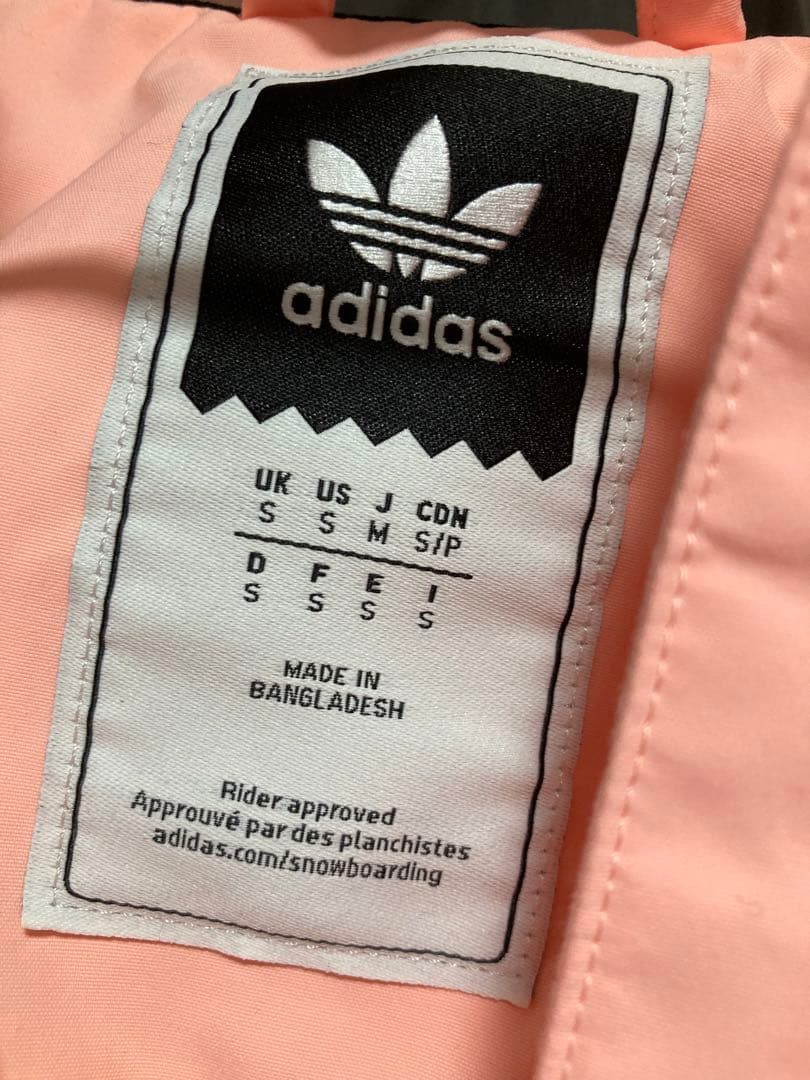 adidas
UK US J CDN
S S M S/P
D F E I
S S S S
MADE IN
BANGLADESH
Rider approved
Approuvé par des planchistes
adidas.com/snowboarding